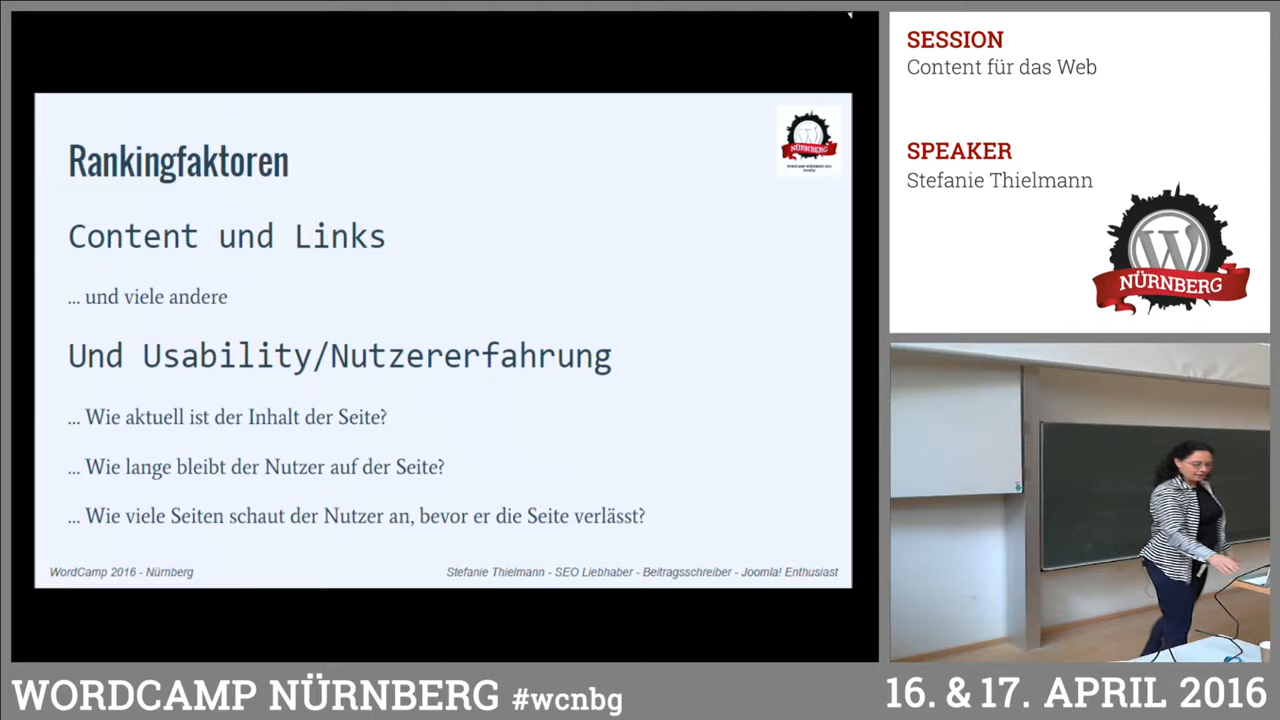 Rankingfaktoren
NÜRNBERG
WORDCAMP NÜRNBERG 2016
Content und Links
... und viele andere
Und Usability/Nutzererfahrung
... Wie aktuell ist der Inhalt der Seite?
... Wie lange bleibt der Nutzer auf der Seite?
... Wie viele Seiten schaut der Nutzer an, bevor er die Seite verlässt?
WordCamp 2016 - Nürnberg
Stefanie Thielmann - SEO Liebhaber - Beitragsschreiber - Joomla! Enthusiast
SESSION
Content für das Web
SPEAKER
Stefanie Thielmann
W
NÜRNBERG
WORDCAMP NÜRNBERG #wcnbg
16. & 17. APRIL 2016